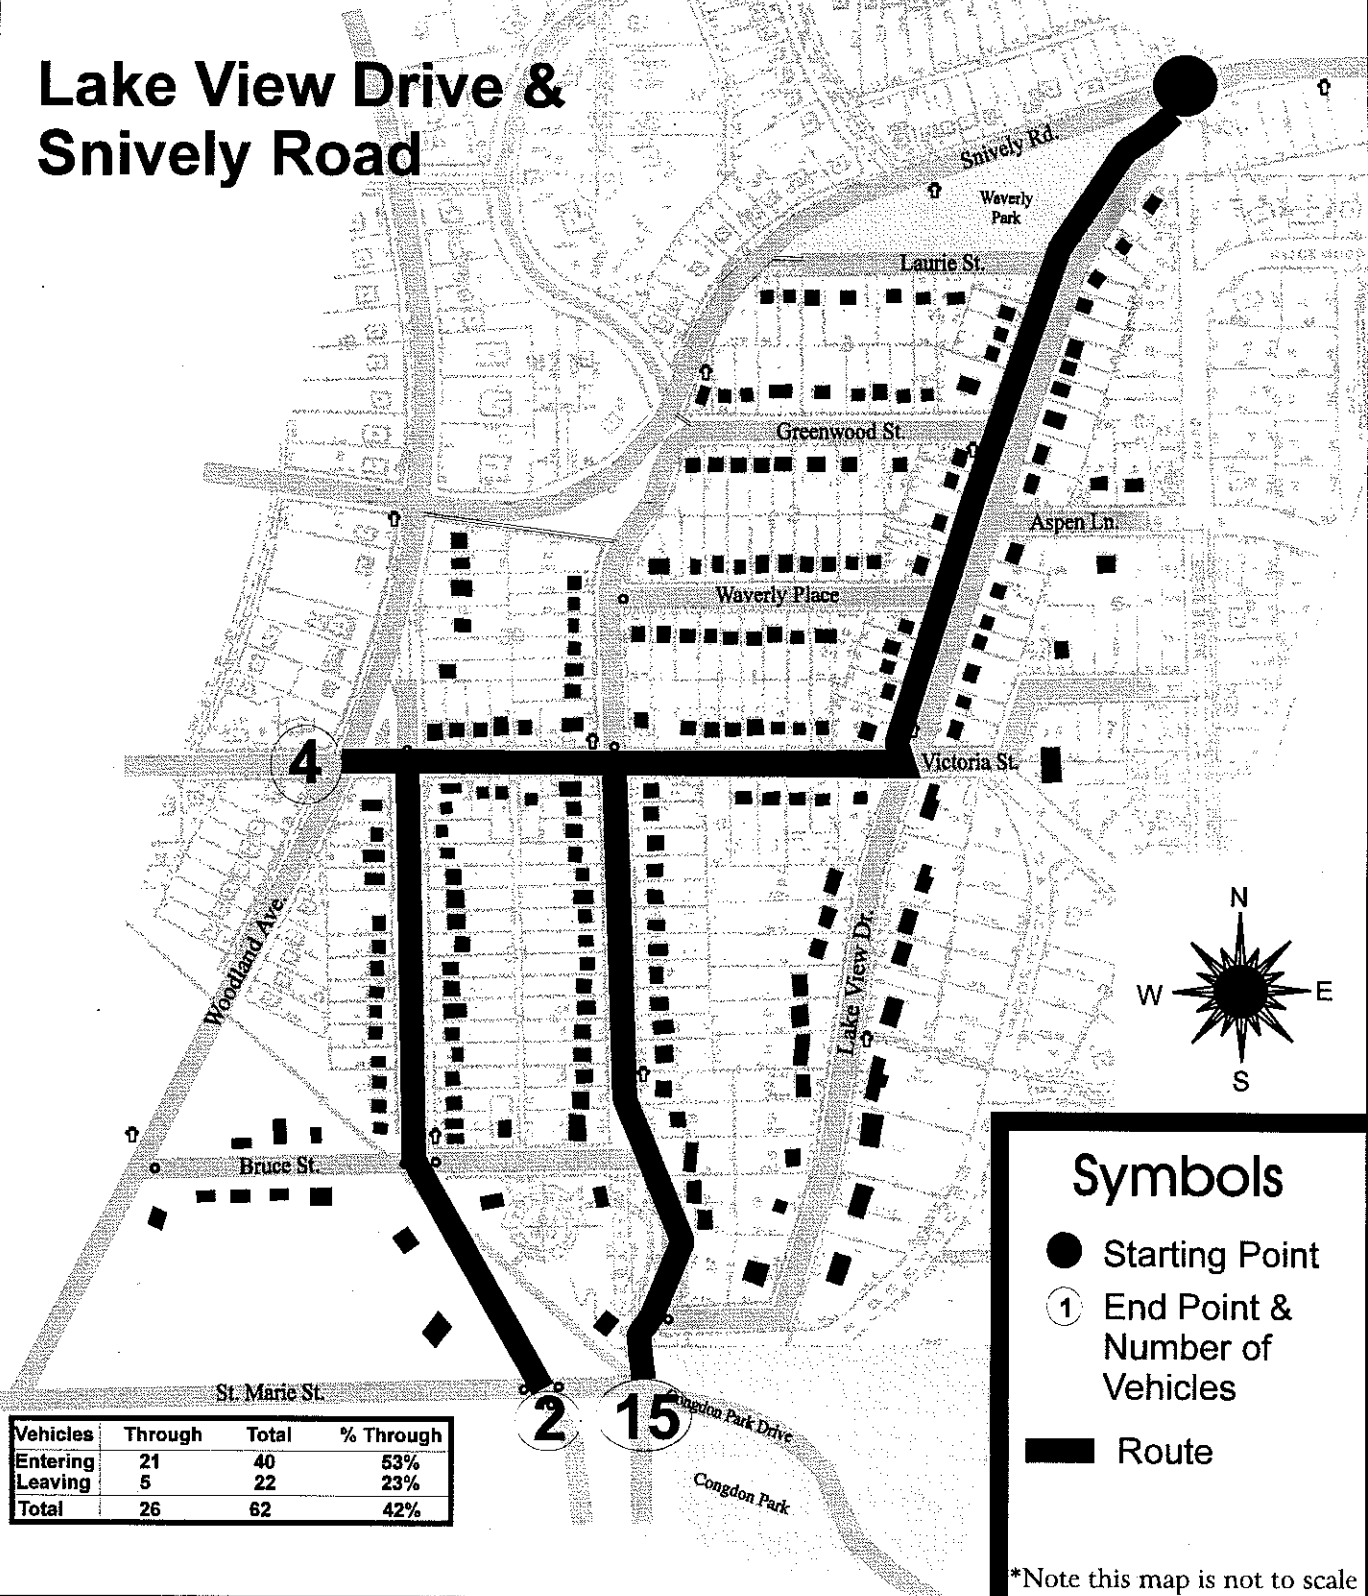 Lake View Drive &
Snively Road
Snively Rd.
Waverly
Park
Laurie St.
Greenwood St.
Aspen Ln.
Waverly Place
4
Victoria St.
Woodland Ave.
Lake View Dr.
N
W
E
S
Bruce St.
Symbols
Starting Point
1 End Point &
Number of
Vehicles
Route
*Note this map is not to scale
St. Marie St.
2
15
Congdon Park Drive
Congdon Park
Vehicles Through Total % Through
Entering 21 40 53%
Leaving 5 22 23%
Total 26 62 42%